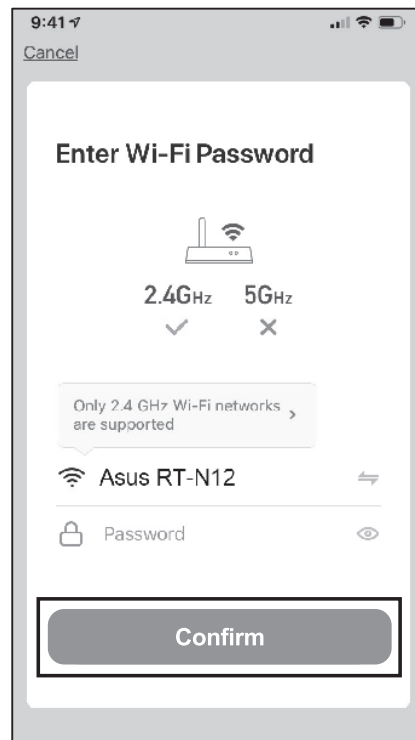 9:41
Cancel
Enter Wi-Fi Password
2.4GHz 5GHz
Only 2.4 GHz Wi-Fi networks
are supported
Asus RT-N12
Password
Confirm